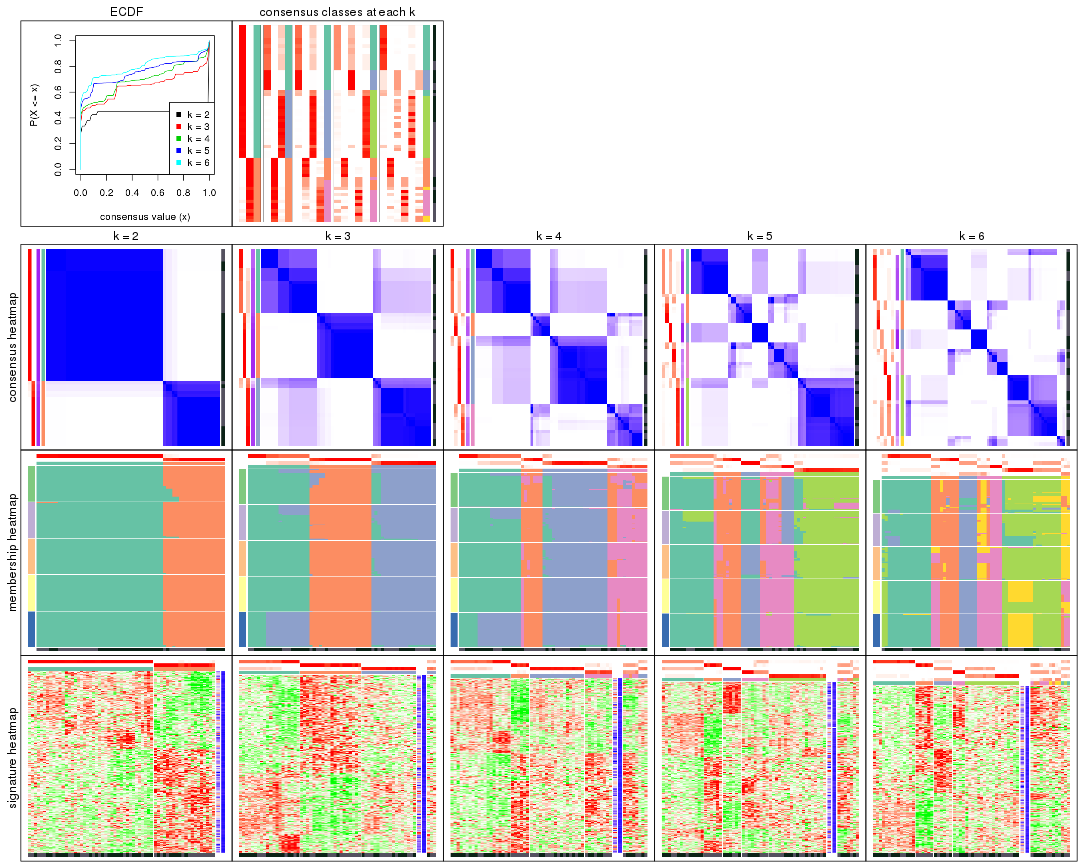 ECDF
consensus classes at each k
P(X <= x)
1.0
0.8
0.6
0.4
0.2
0.0
k = 2
k = 3
k = 4
k = 5
k = 6
0.0 0.2 0.4 0.6 0.8 1.0
consensus value (x)
k = 2
k = 3
k = 4
k = 5
k = 6
consensus heatmap
membership heatmap
signature heatmap